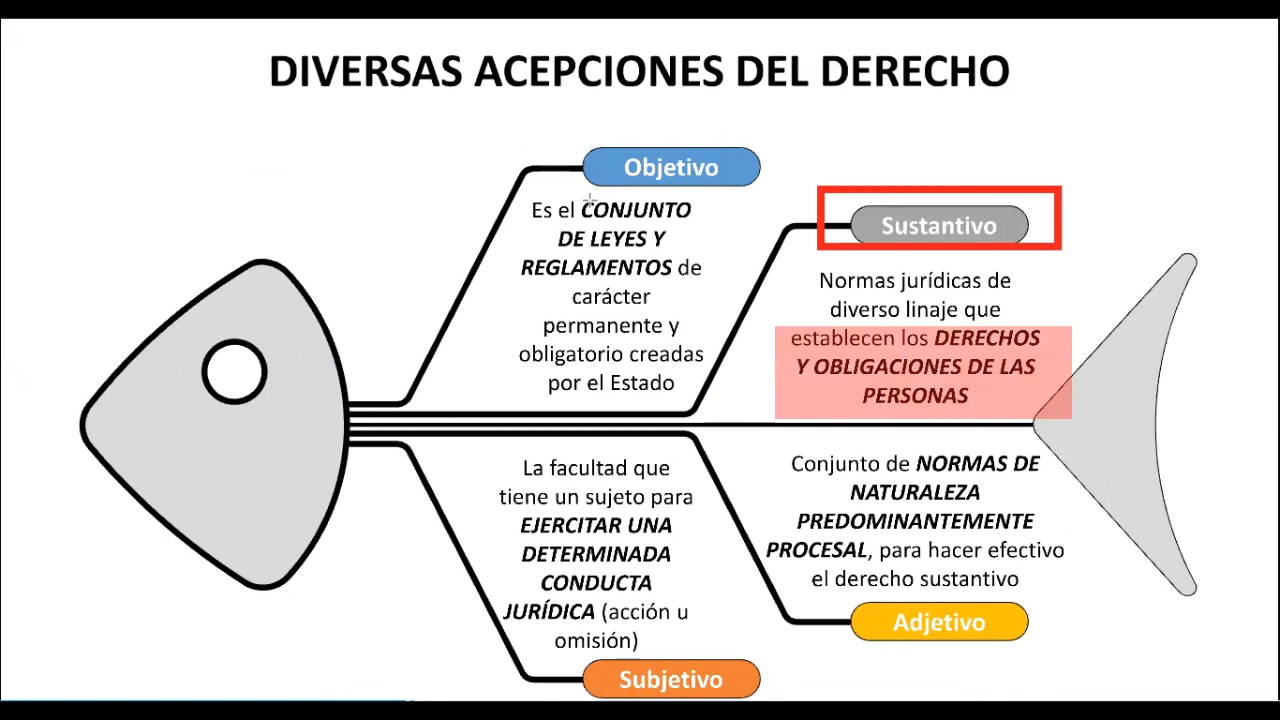 DIVERSAS ACEPCIONES DEL DERECHO
Objetivo
Es el CONJUNTO
DE LEYES Y
REGLAMENTOS de
carácter
permanente y
obligatorio creadas
por el Estado
Sustantivo
Normas jurídicas de
diverso linaje que
establecen los DERECHOS
Y OBLIGACIONES DE LAS
PERSONAS
La facultad que
tiene un sujeto para
EJERCITAR UNA
DETERMINADA
CONDUCTA
JURÍDICA (acción u
omisión)
Subjetivo
Conjunto de NORMAS DE
NATURALEZA
PREDOMINANTEMENTE
PROCESAL, para hacer efectivo
el derecho sustantivo
Adjetivo